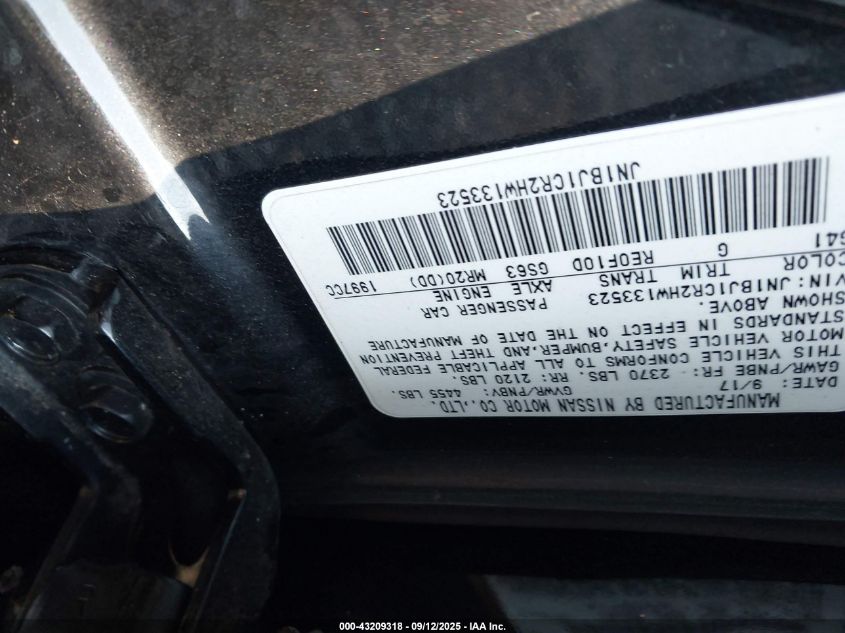 MANUFACTURED BY NISSAN MOTOR CO.,LTD.
DATE: 9/17 GVWR/PNBV: 4455 LBS.
GAWR/PNBE FR: 2370 LBS. RR: 2120 LBS.
THIS VEHICLE CONFORMS TO ALL APPLICABLE FEDERAL
MOTOR VEHICLE SAFETY,BUMPER,AND THEFT PREVENTION
STANDARDS IN EFFECT ON THE DATE OF MANUFACTURE
SHOWN ABOVE.
VIN: JN1BJ1CR2HW133523 PASSENGER CAR
COLOR TRIM TRANS AXLE ENGINE
G41 G RE0F10D GS63 MR20(DD) 1997CC
JN1BJ1CR2HW133523
000-43209318 - 09/12/2025 - IAA Inc.